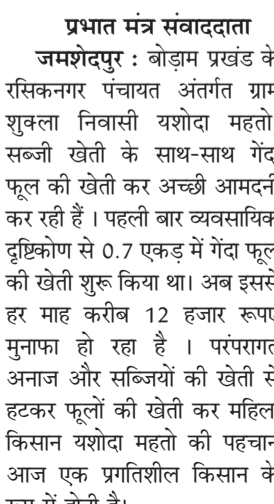 प्रभात मंत्र संवाददाता
जमशेदपुर : बोड़ाम प्रखंड के
रसिकनगर पंचायत अंतर्गत ग्राम
शुक्ला निवासी यशोदा महतो
सब्जी खेती के साथ-साथ गेंद
फूल की खेती कर अच्छी आमदनी
कर रही हैं । पहली बार व्यवसायिक
दृष्टिकोण से 0.7 एकड़ में गेंदा फूल
की खेती शुरू किया था। अब इससे
हर माह करीब 12 हजार रूपए
मुनाफा हो रहा है । परंपरागत
अनाज और सब्जियों की खेती से
हटकर फूलों की खेती कर महिल
किसान यशोदा महतो की पहचान
आज एक प्रगतिशील किसान के
में होती है।